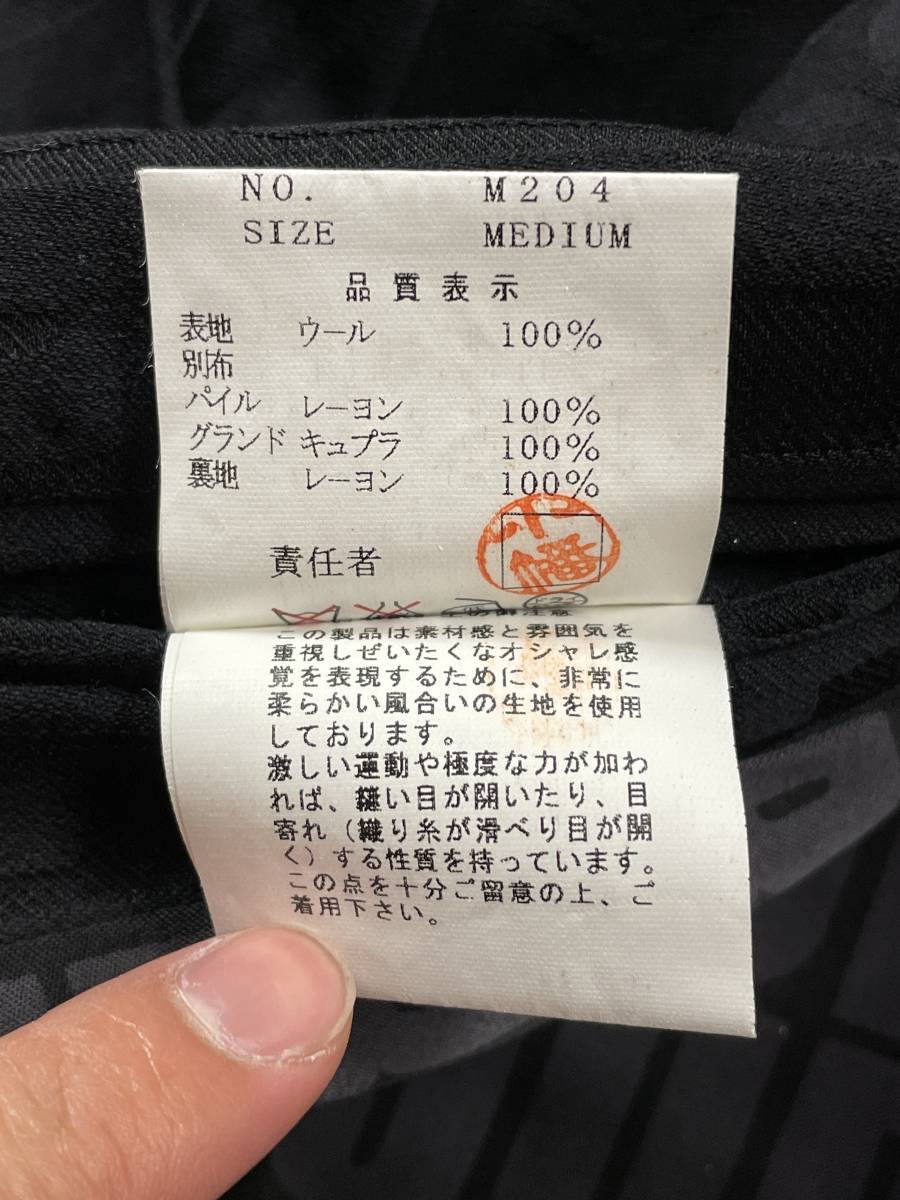 NO. M204
SIZE MEDIUM
品質表示
表地 ウール 100%
別布
パイル レーヨン 100%
グランド キュプラ 100%
裏地 レーヨン 100%
責任者
この製品は素材感と雰囲気を
重視しぜいたくなオシャレ感
覚を表現するために、非常に
柔らかい風合いの生地を使用
しております。
激しい運動や極度な力が加わ
れば、縫い目が開いたり、目
寄れ（織り糸が滑べり目が開
く）する性質を持っています。
この点を十分ご留意の上、ご
着用下さい。